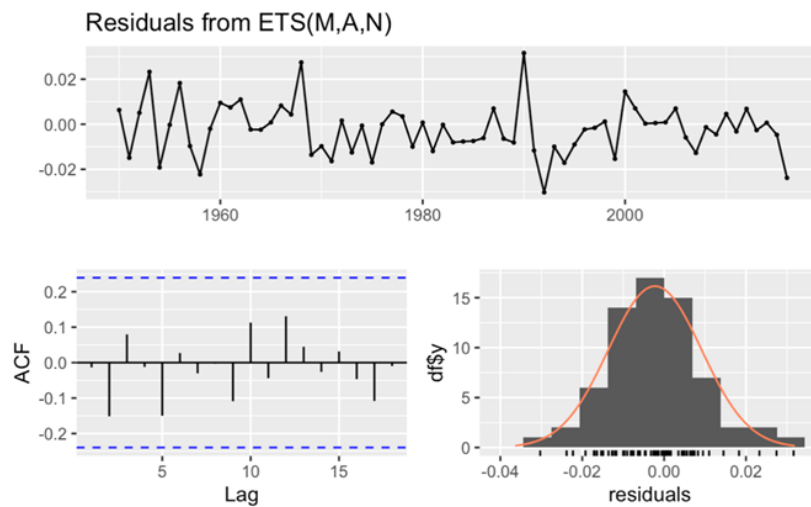 Residuals from ETS(M,A,N)
0.02
0.00
-0.02
1960 1980 2000
0.2
0.1
0.0
-0.1
-0.2
ACF
5 10 15
Lag
15
10
5
0
df$y
-0.04 -0.02 0.00 0.02
residuals